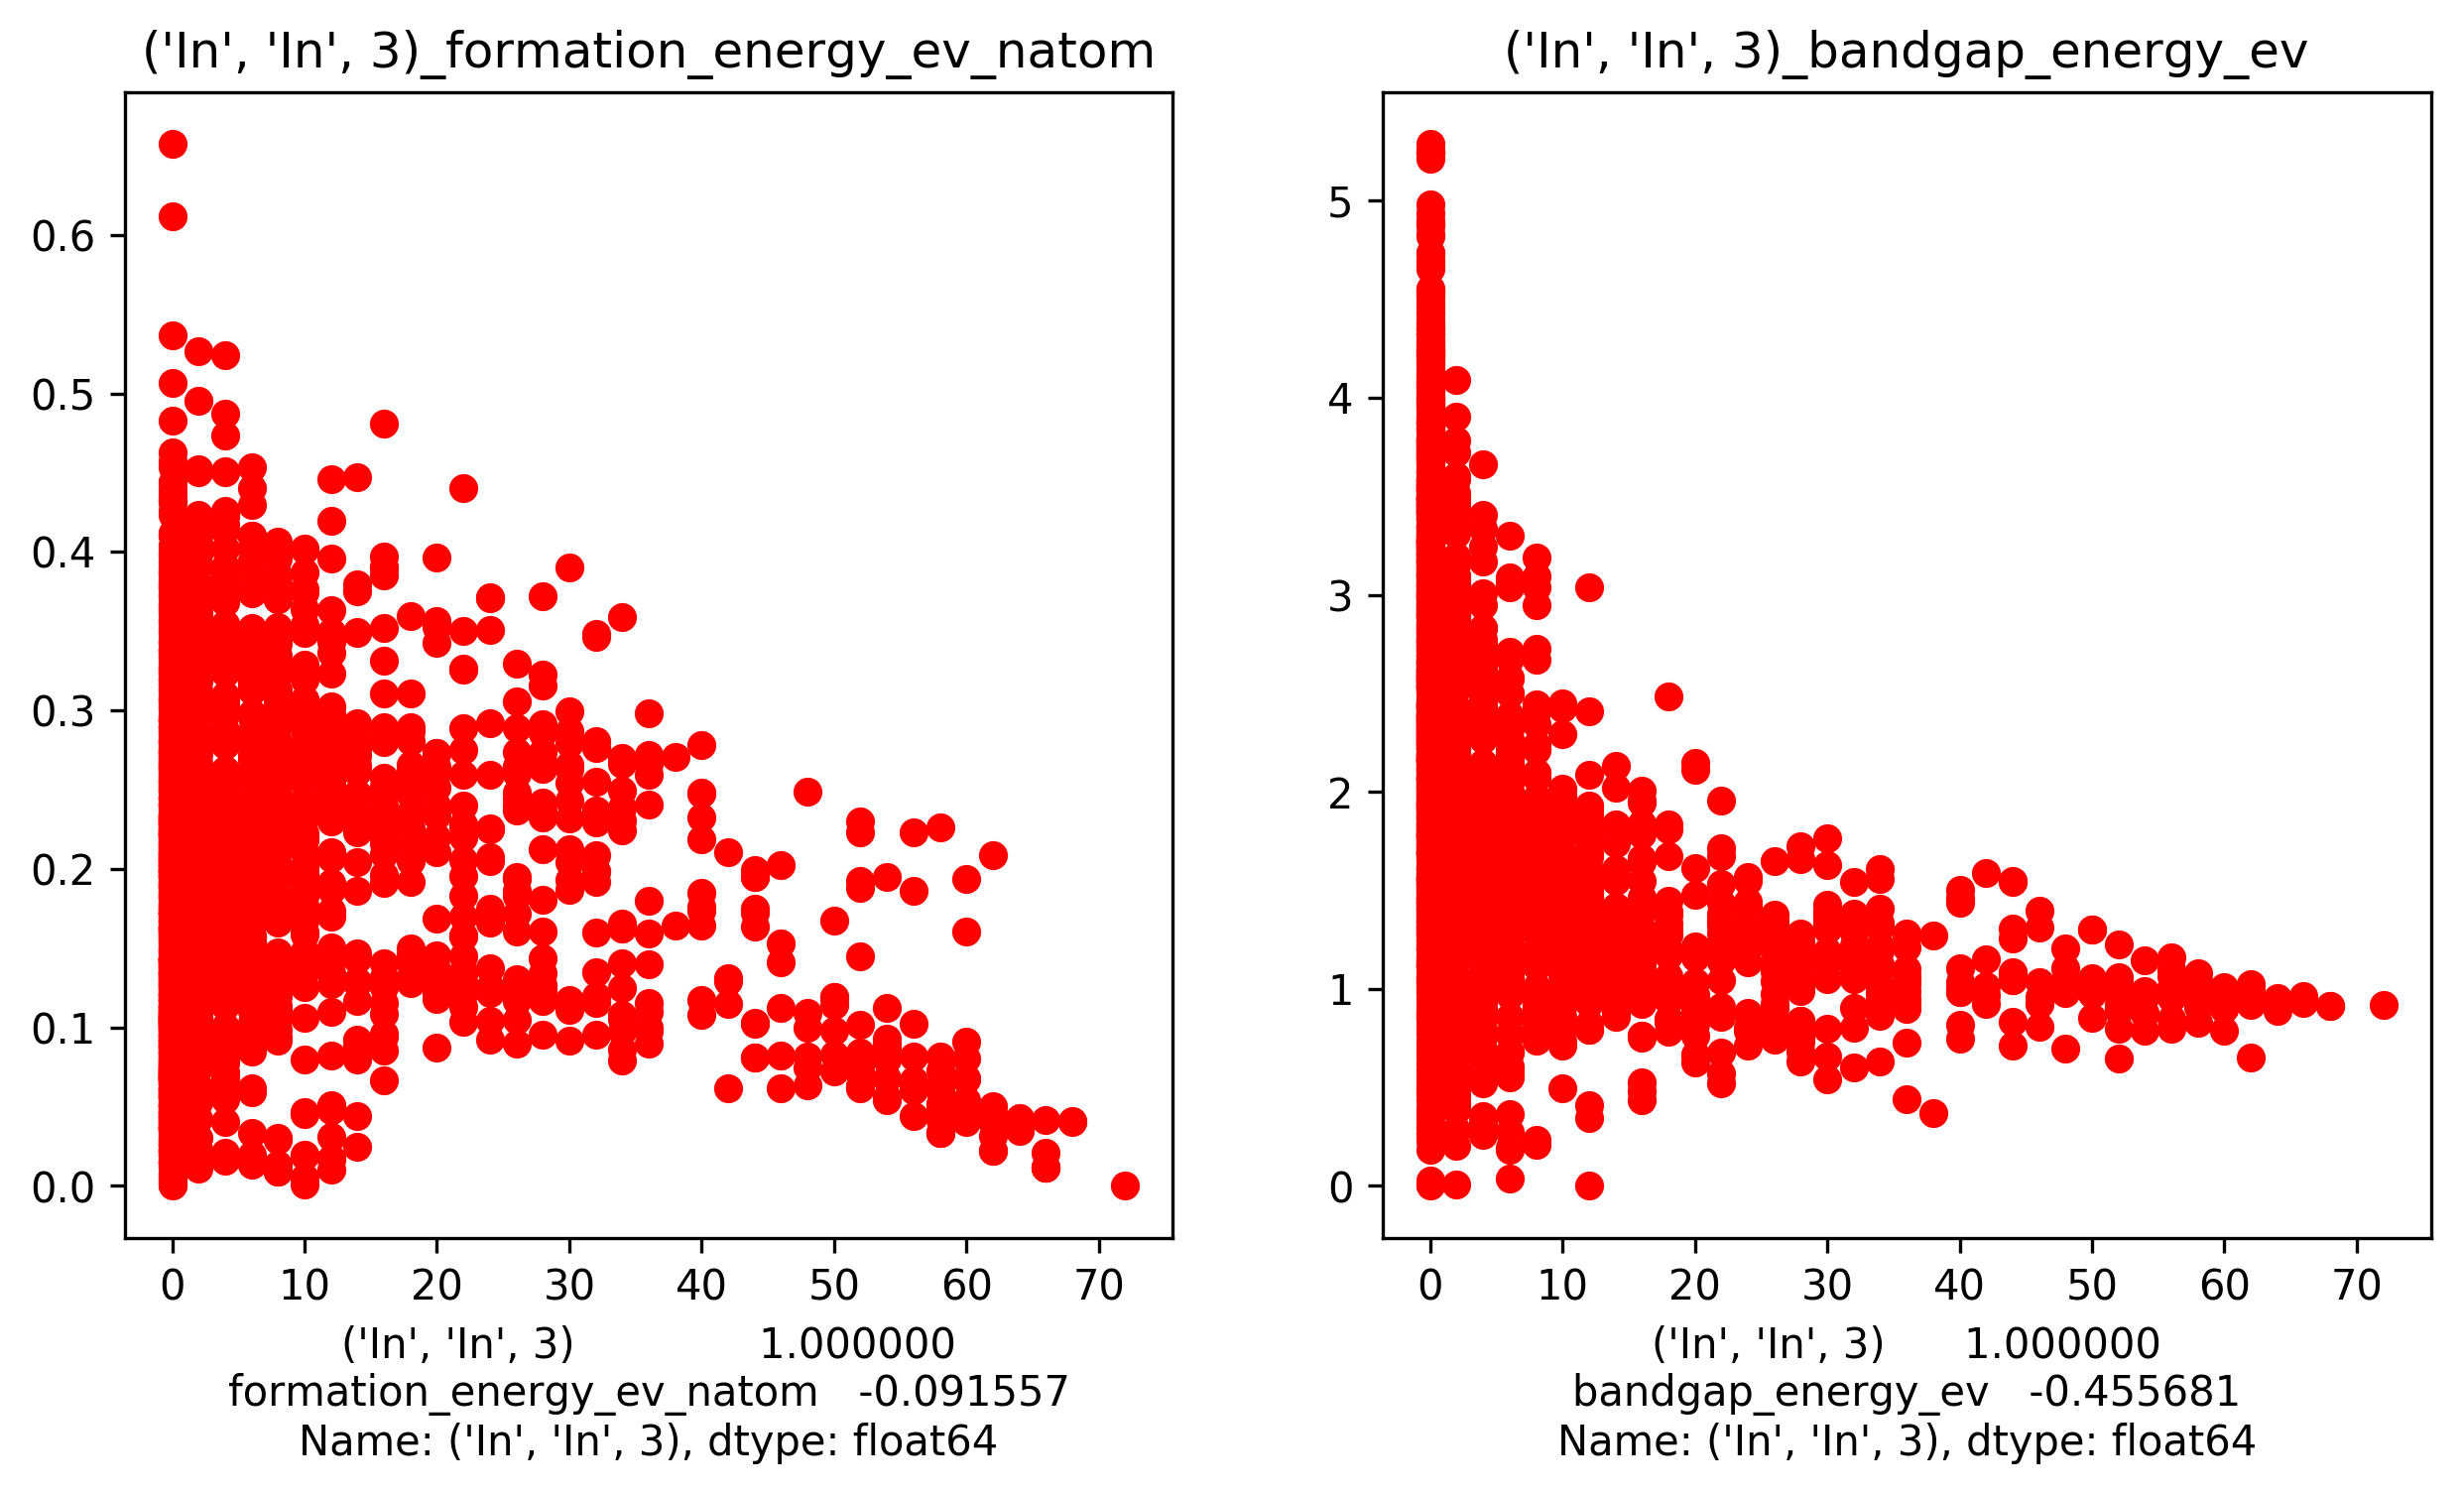 ('In', 'In', 3)_formation_energy_ev_natom
0.6
0.5
0.4
0.3
0.2
0.1
0.0
0 10 20 30 40 50 60 70
('In', 'In', 3) 1.000000
formation_energy_ev_natom -0.091557
Name: ('In', 'In', 3), dtype: float64
('In', 'In', 3)_bandgap_energy_ev
5
4
3
2
1
0
0 10 20 30 40 50 60 70
('In', 'In', 3) 1.000000
bandgap_energy_ev -0.455681
Name: ('In', 'In', 3), dtype: float64